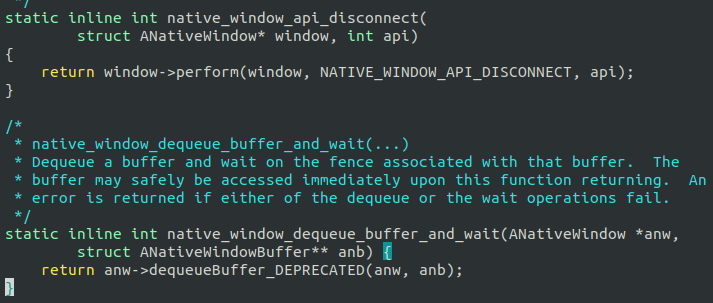 */
static inline int native_window_api_disconnect(
        struct ANativeWindow* window, int api)
{
    return window->perform(window, NATIVE_WINDOW_API_DISCONNECT, api);
}

/*
 * native_window_dequeue_buffer_and_wait(...)
 * Dequeue a buffer and wait on the fence associated with that buffer.  The
 * buffer may safely be accessed immediately upon this function returning.  An
 * error is returned if either of the dequeue or the wait operations fail.
 */
static inline int native_window_dequeue_buffer_and_wait(ANativeWindow *anw,
        struct ANativeWindowBuffer** anb) {
    return anw->dequeueBuffer_DEPRECATED(anw, anb);
}